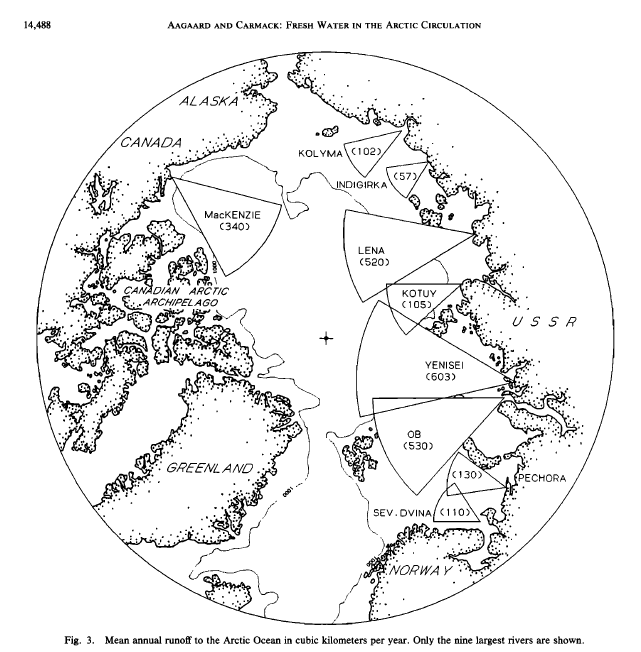 14,488
AAGAARD AND CARMACK: FRESH WATER IN THE ARCTIC CIRCULATION
ALASKA
CANADA
KOLYMA
(102)
INDIGIRKA
(57)
MacKENZIE
(340)
LENA
(520)
1000
CANADIAN ARCTIC
ARCHIPELAGO
KOTUY
(105)
USSR
YENISEI
(603)
OB
(530)
GREENLAND
1000
(130)
PECHORA
SEV. DVINA
(110)
NORWAY
Fig. 3. Mean annual runoff to the Arctic Ocean in cubic kilometers per year. Only the nine largest rivers are shown.